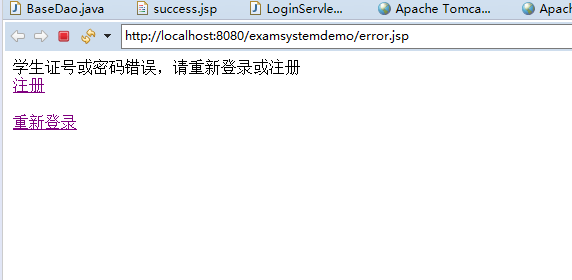 BaseDao.java success.jsp LoginServle... Apache Tomca... Apach
http://localhost:8080/examsystemdemo/error.jsp
学生证号或密码错误，请重新登录或注册
注册
重新登录